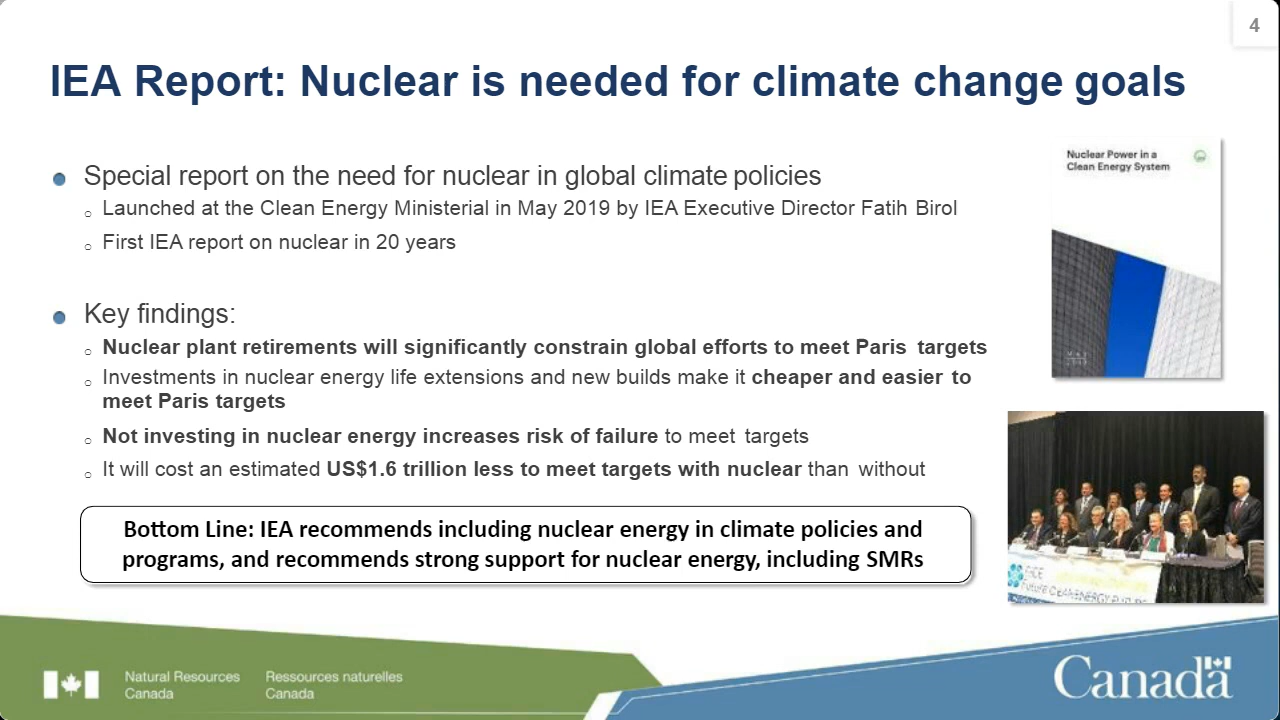 4
IEA Report: Nuclear is needed for climate change goals
Special report on the need for nuclear in global climate policies
Launched at the Clean Energy Ministerial in May 2019 by IEA Executive Director Fatih Birol
First IEA report on nuclear in 20 years
Key findings:
Nuclear plant retirements will significantly constrain global efforts to meet Paris targets
Investments in nuclear energy life extensions and new builds make it cheaper and easier to
meet Paris targets
Not investing in nuclear energy increases risk of failure to meet targets
It will cost an estimated US$1.6 trillion less to meet targets with nuclear than without
Bottom Line: IEA recommends including nuclear energy in climate policies and
programs, and recommends strong support for nuclear energy, including SMRs
Nuclear Power in a
Clean Energy System
Natural Resources
Canada
Ressources naturelles
Canada
Canada